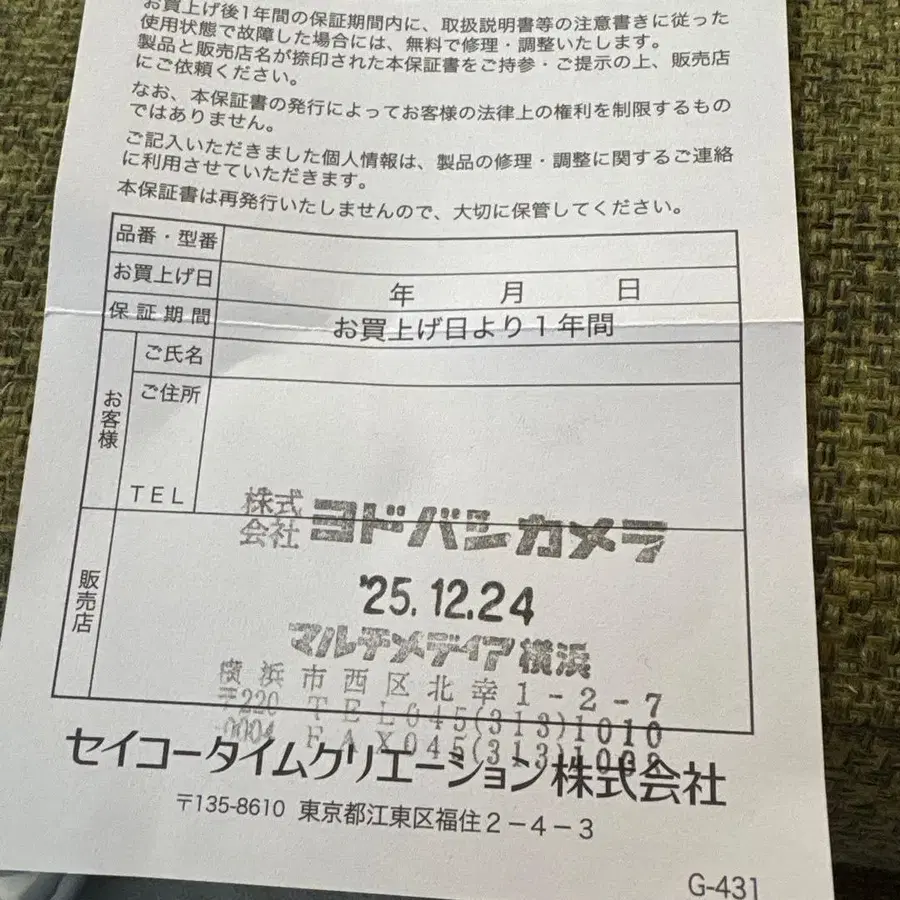 お買上げ後1年間の保証期間内に、取扱説明書等の注意書きに従った
使用状態で故障した場合には、無料で修理・調整いたします。
製品と販売店名が捺印された本保証書をご持参・ご提示の上、販売店
にご依頼ください。
なお、本保証書の発行によってお客様の法律上の権利を制限するもの
ではありません。
ご記入いただきました個人情報は、製品の修理・調整に関するご連絡
に利用させていただきます。
本保証書は再発行いたしませんので、大切に保管してください。
品番・型番
お買上げ日 年 月 日
保証期間 お買上げ日より1年間
お客様
ご氏名
ご住所
TEL
販売店
株式会社 ヨドバシカメラ
'25.12.24
マルチメディア横浜
横浜市西区北幸1-2-7
〒220 TEL045(313)1010
-0004 FAX045(313)
セイコータイムクリエーション株式会社
〒135-8610 東京都江東区福住2-4-3
G-431